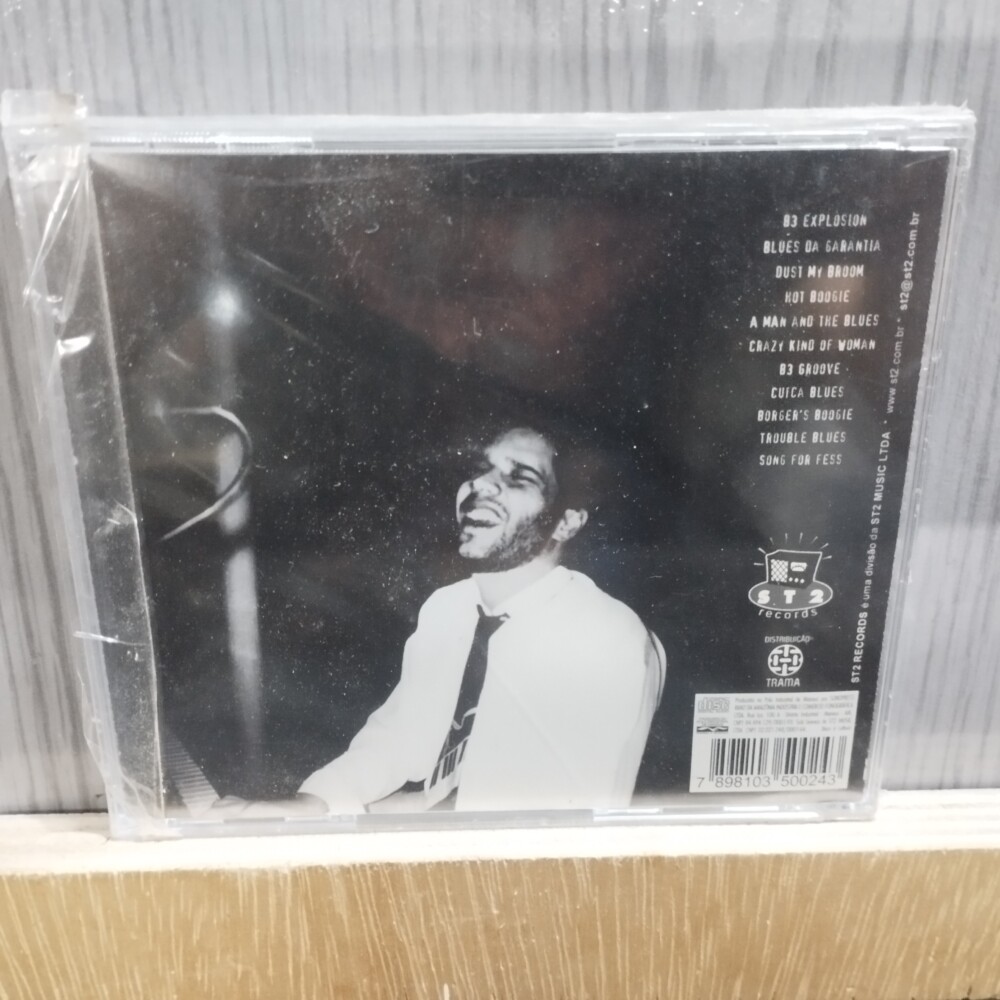 B3 EXPLOSION
BLUES DA GARANTIA
DUST MY BROOM
HOT BOOGIE
A MAN AND THE BLUES
CRAZY KIND OF WOMAN
B3 GROOVE
CUICA BLUES
BORGER'S BOOGIE
TROUBLE BLUES
SONG FOR FESS
ST2
records
DISTRIBUIÇÃO
TRAMA
ST2 RECORDS é uma divisão da ST2 MUSIC LTDA • www.st2.com.br • st2@st2.com.br
7 898103 500243